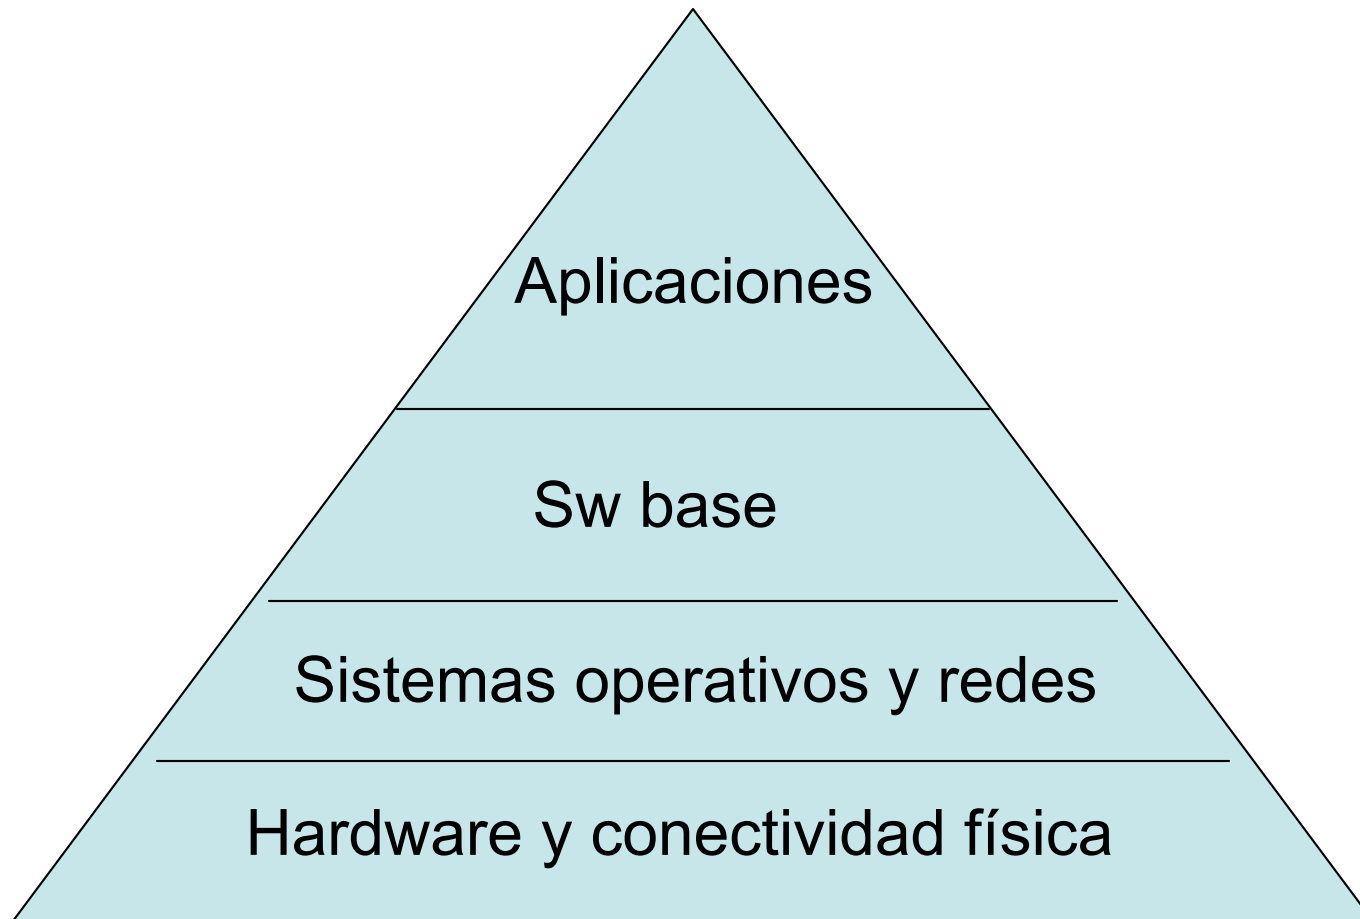 Aplicaciones
Sw base
Sistemas operativos y redes
Hardware y conectividad física